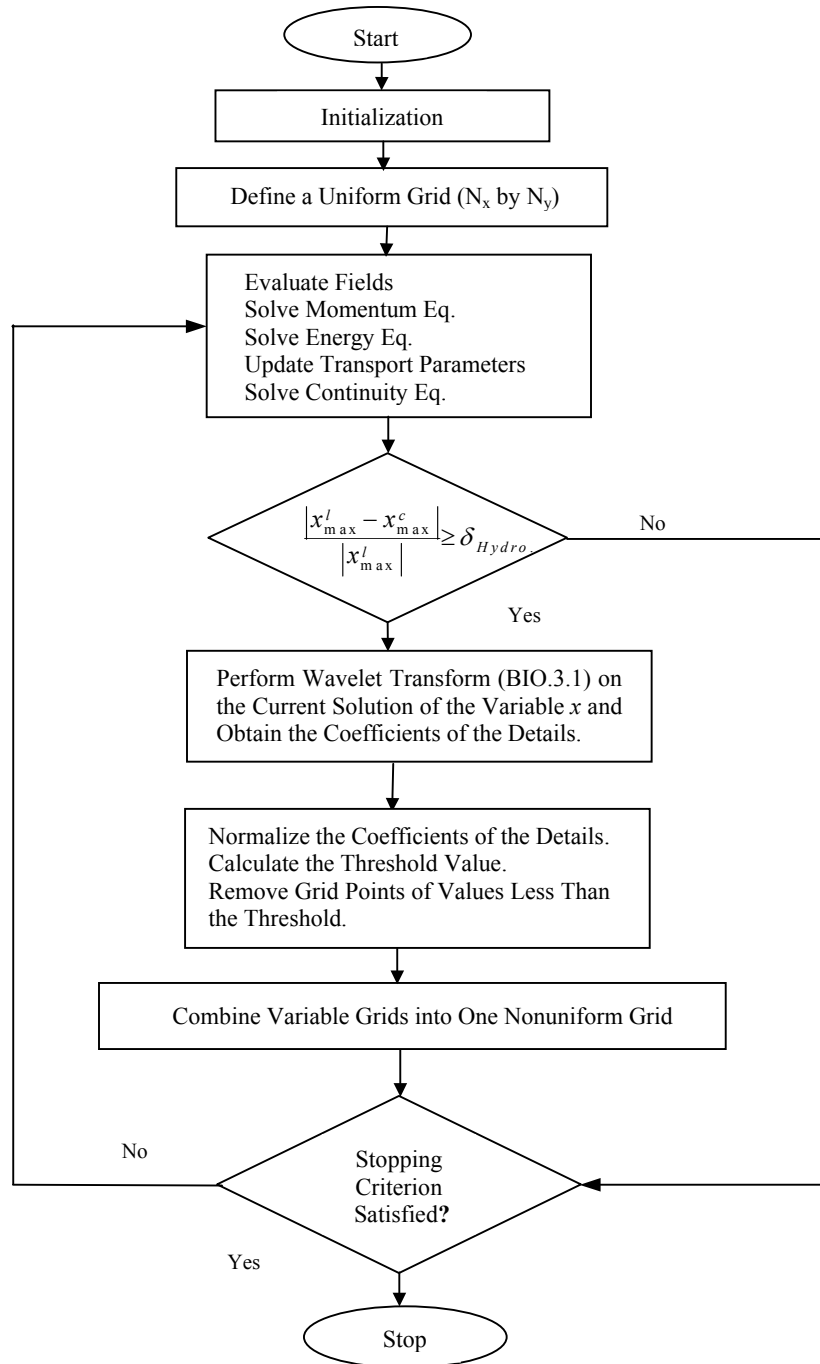 Start
Initialization
Define a Uniform Grid (Nₓ by Nᵧ)
Evaluate Fields
Solve Momentum Eq.
Solve Energy Eq.
Update Transport Parameters
Solve Continuity Eq.
|x^l_max − x^c_max| / |x^l_max| ≥ δ_Hydro.
No
Yes
Perform Wavelet Transform (BIO.3.1) on
the Current Solution of the Variable x and
Obtain the Coefficients of the Details.
Normalize the Coefficients of the Details.
Calculate the Threshold Value.
Remove Grid Points of Values Less Than
the Threshold.
Combine Variable Grids into One Nonuniform Grid
No
Stopping
Criterion
Satisfied?
Yes
Stop